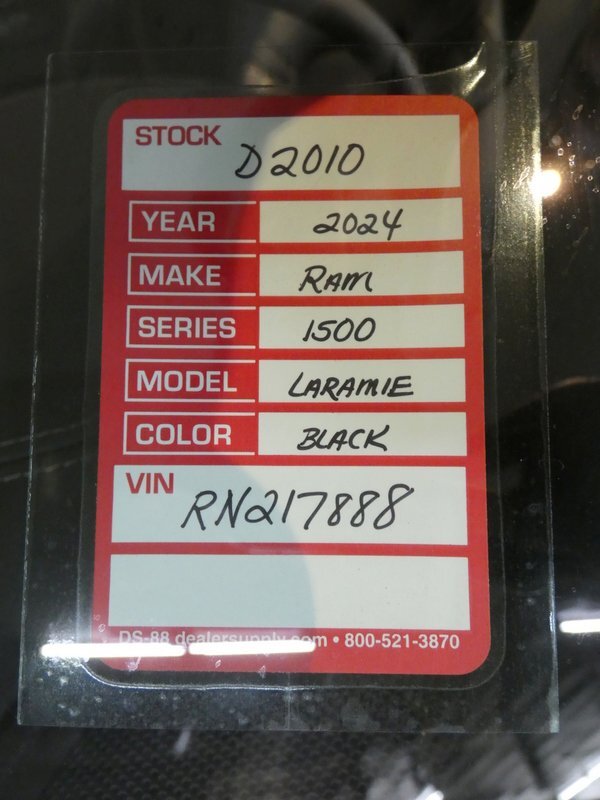 STOCK D2010
YEAR 2024
MAKE RAM
SERIES 1500
MODEL LARAMIE
COLOR BLACK
VIN RN217888
DS-88 dealersupply.com • 800-521-3870